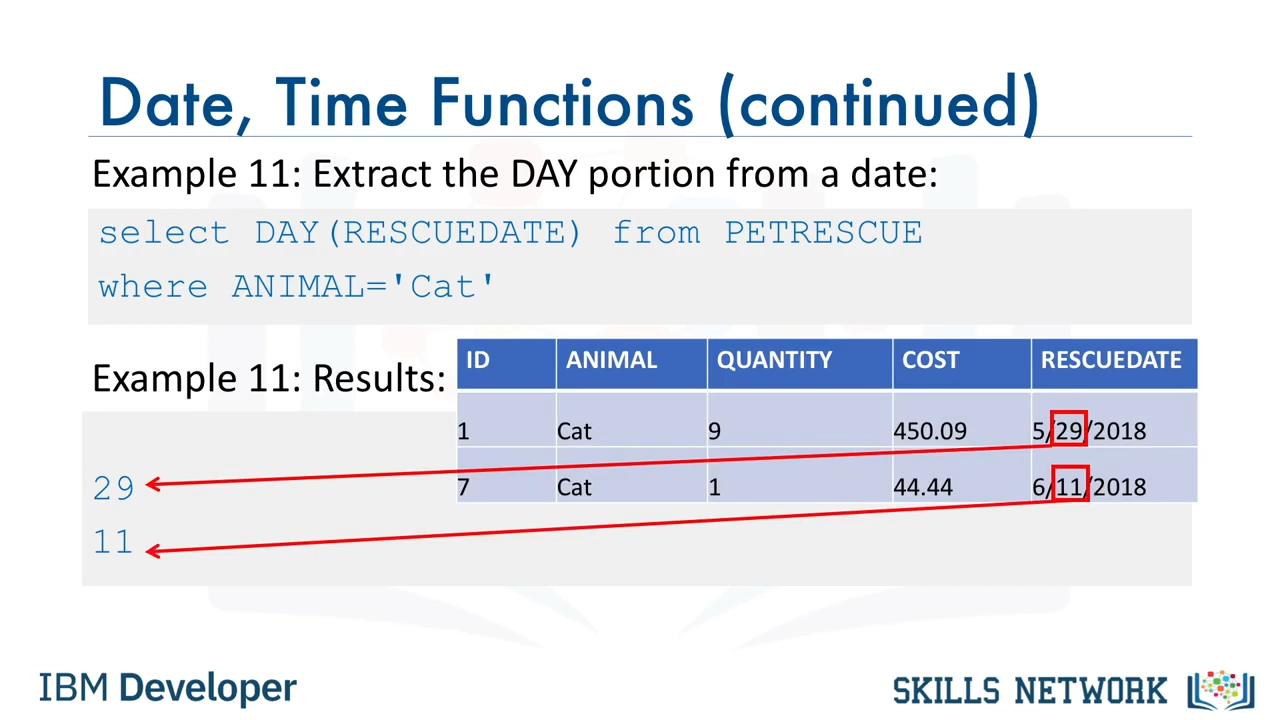 Date, Time Functions (continued)
Example 11: Extract the DAY portion from a date:
select DAY(RESCUEDATE) from PETRESCUE
where ANIMAL='Cat'
Example 11: Results:
ID ANIMAL QUANTITY COST RESCUEDATE
1 Cat 9 450.09 5/29/2018
7 Cat 1 44.44 6/11/2018
29
11
IBM Developer
SKILLS NETWORK